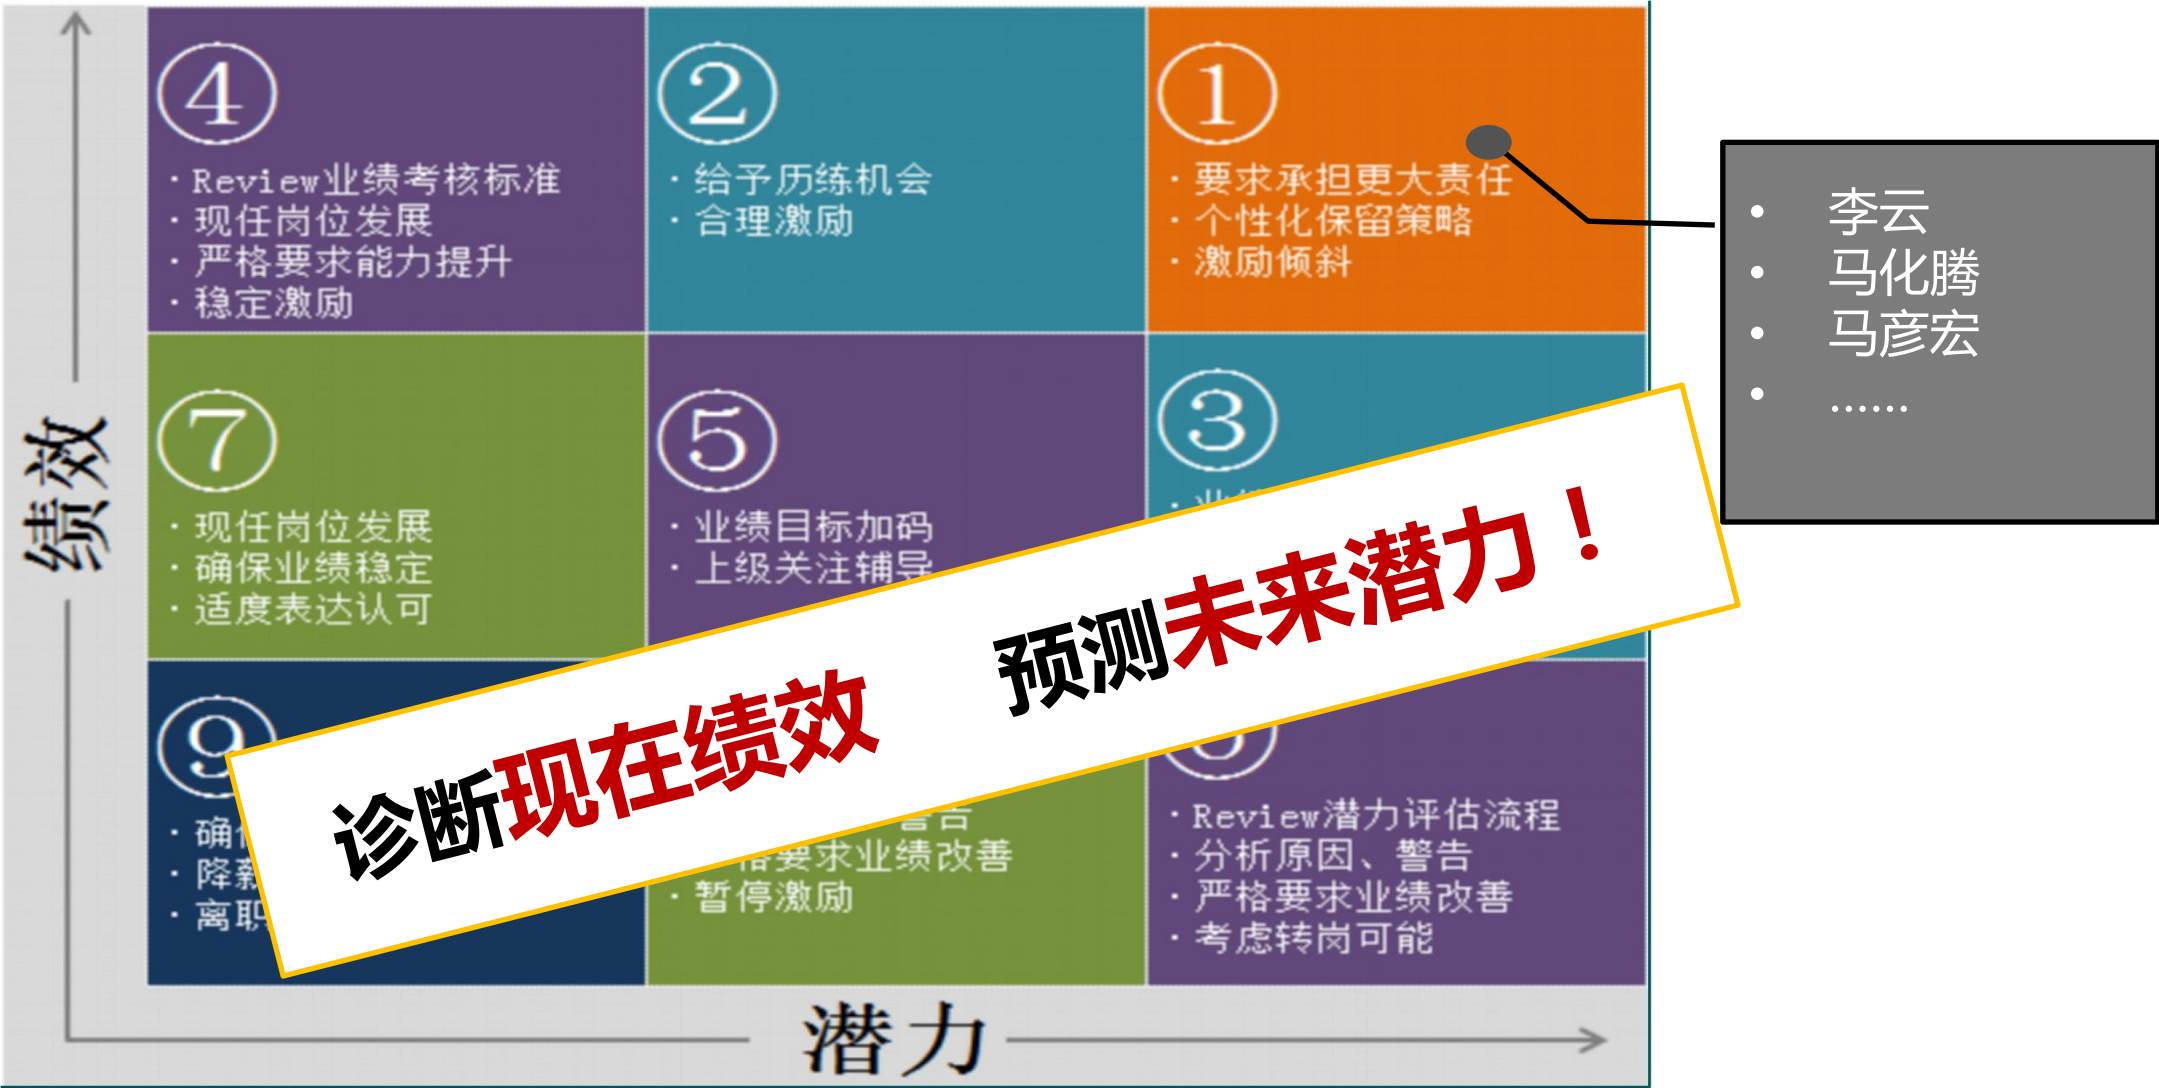 ④
· Review业绩考核标准
· 现任岗位发展
· 严格要求能力提升
· 稳定激励
②
· 给予历练机会
· 合理激励
①
· 要求承担更大责任
· 个性化保留策略
· 激励倾斜
• 李云
• 马化腾
• 马彦宏
• ……
绩效
⑦
· 现任岗位发展
· 确保业绩稳定
· 适度表达认可
⑤
· 业绩目标加码
· 上级关注辅导
③
诊断现在绩效 预测未来潜力！
⑨
· 确
· 降薪
· 离职
警告
格要求业绩改善
· 暂停激励
· Review潜力评估流程
· 分析原因、警告
· 严格要求业绩改善
· 考虑转岗可能
潜力